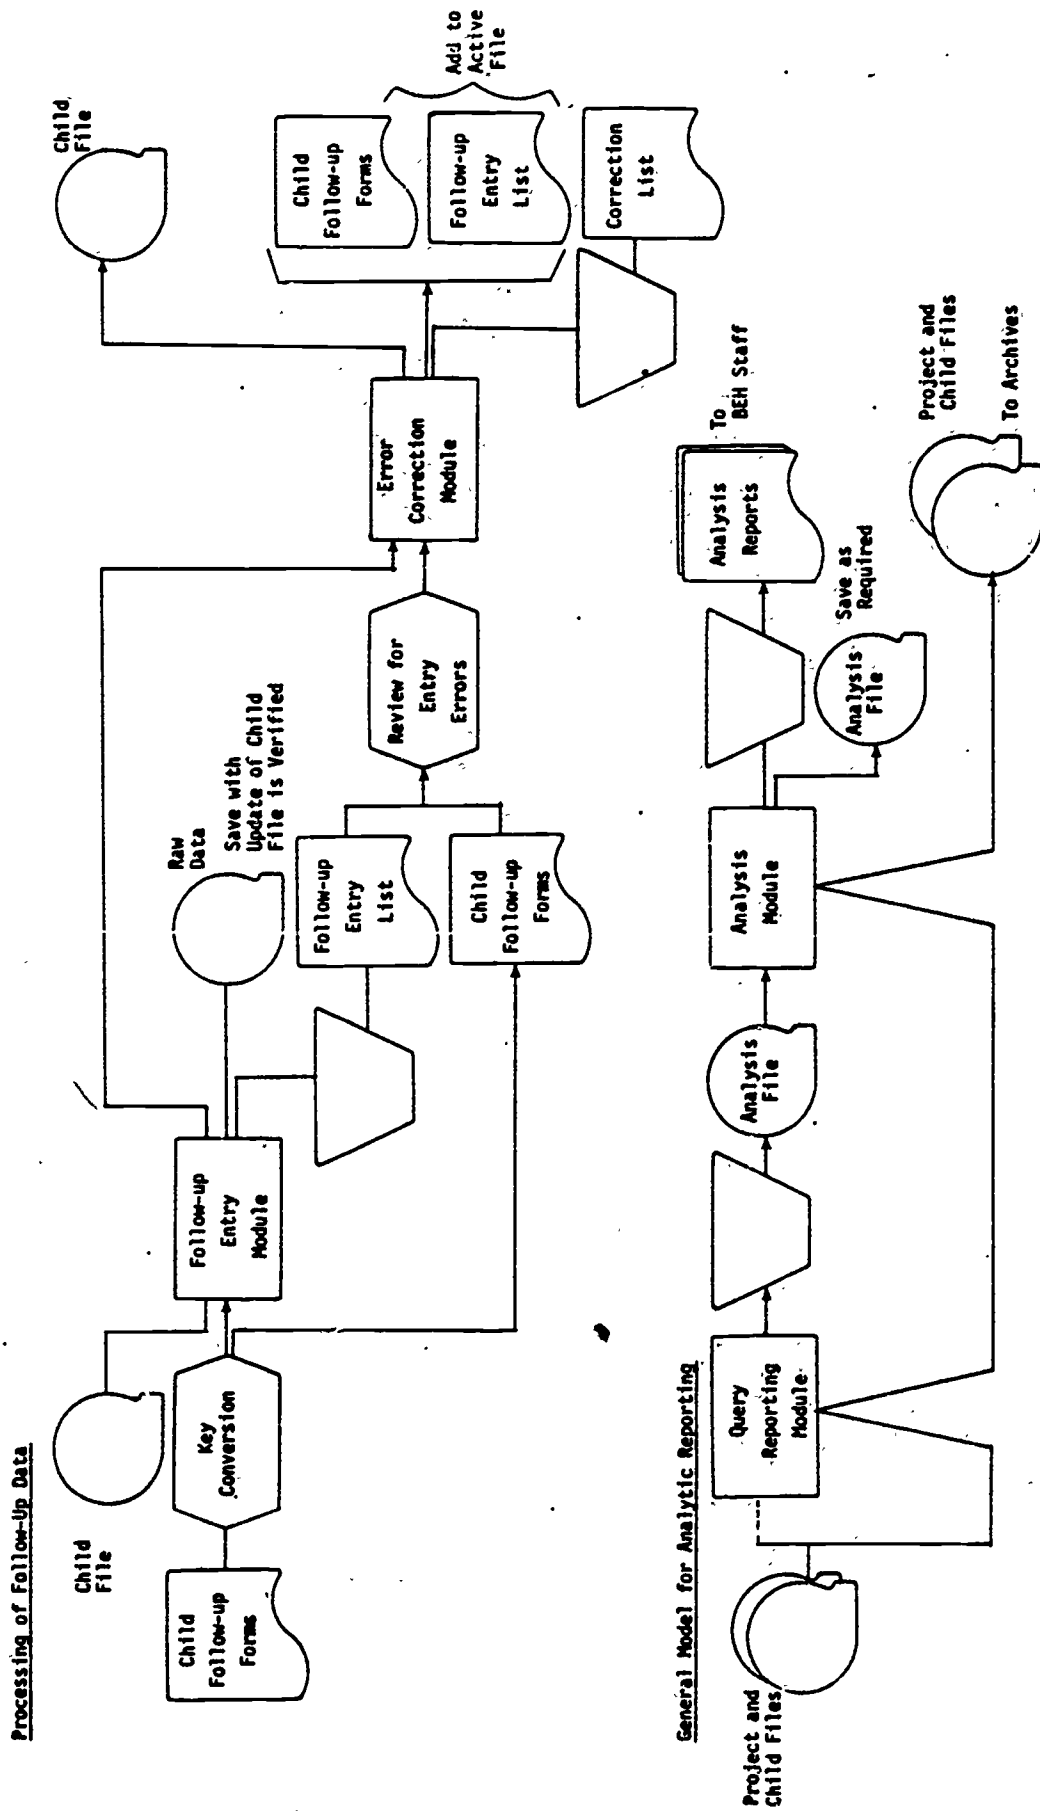 Processing of Follow-Up Data
Child
File
Child
Follow-up
Forms
Key
Conversion
Follow-up
Entry
Module
Raw
Data
Save with
Update of Child
File is Verified
Follow-up
Entry
List
Child
Follow-up
Forms
Review for
Entry
Errors
Error
Correction
Module
Child
File
Child
Follow-up
Forms
Follow-up
Entry
List
Add to
Active
File
Correction
List
General Model for Analytic Reporting
Project and
Child Files
Query
Reporting
Module
Analysis
File
Analysis
Module
Analysis
Reports
To
BEH Staff
Analysis
File
Save as
Required
Project and
Child Files
To Archives